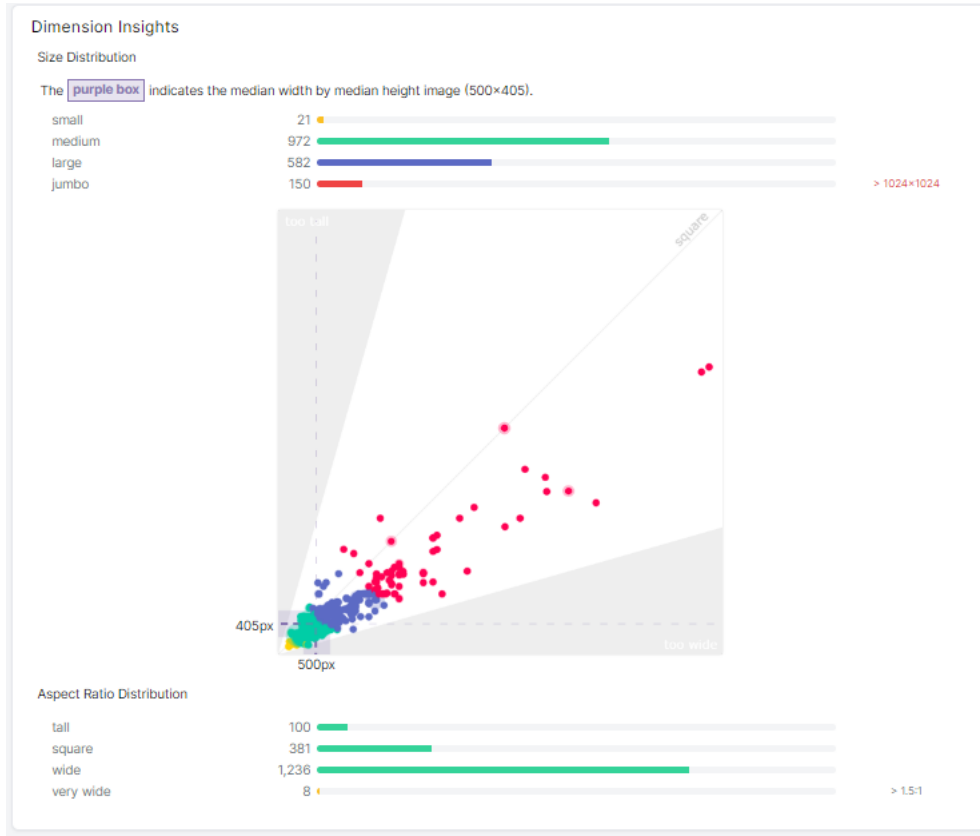 Dimension Insights
Size Distribution
The purple box indicates the median width by median height image (500×405).
small 21
medium 972
large 582
jumbo 150 > 1024×1024
too tall
square
405px
too wide
500px
Aspect Ratio Distribution
tall 100
square 381
wide 1,236
very wide 8 > 1.5:1